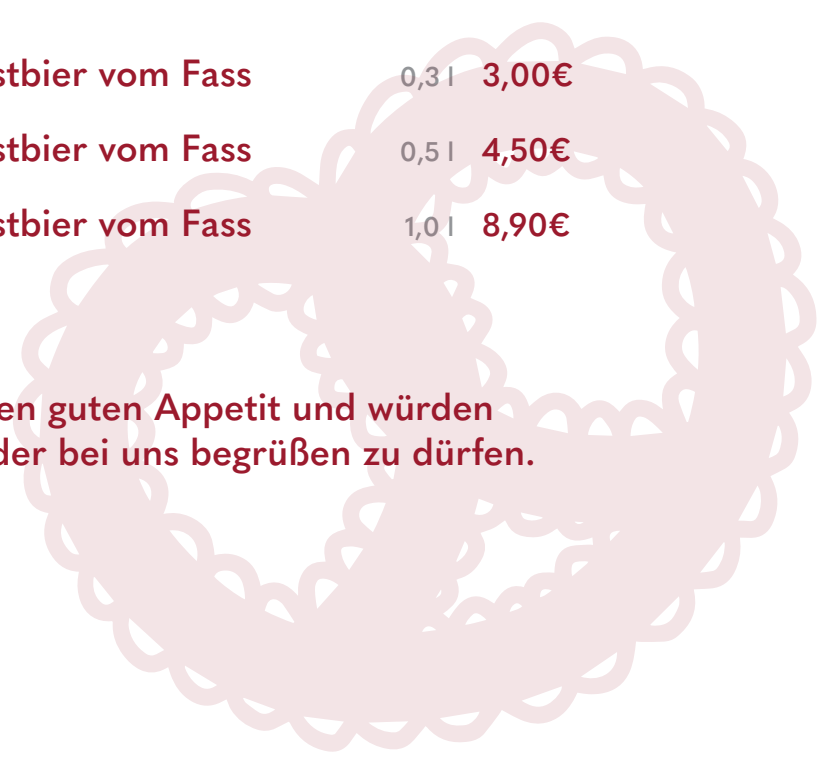 stbier vom Fass 0,3 l 3,00€
stbier vom Fass 0,5 l 4,50€
stbier vom Fass 1,0 l 8,90€
en guten Appetit und würden
der bei uns begrüßen zu dürfen.